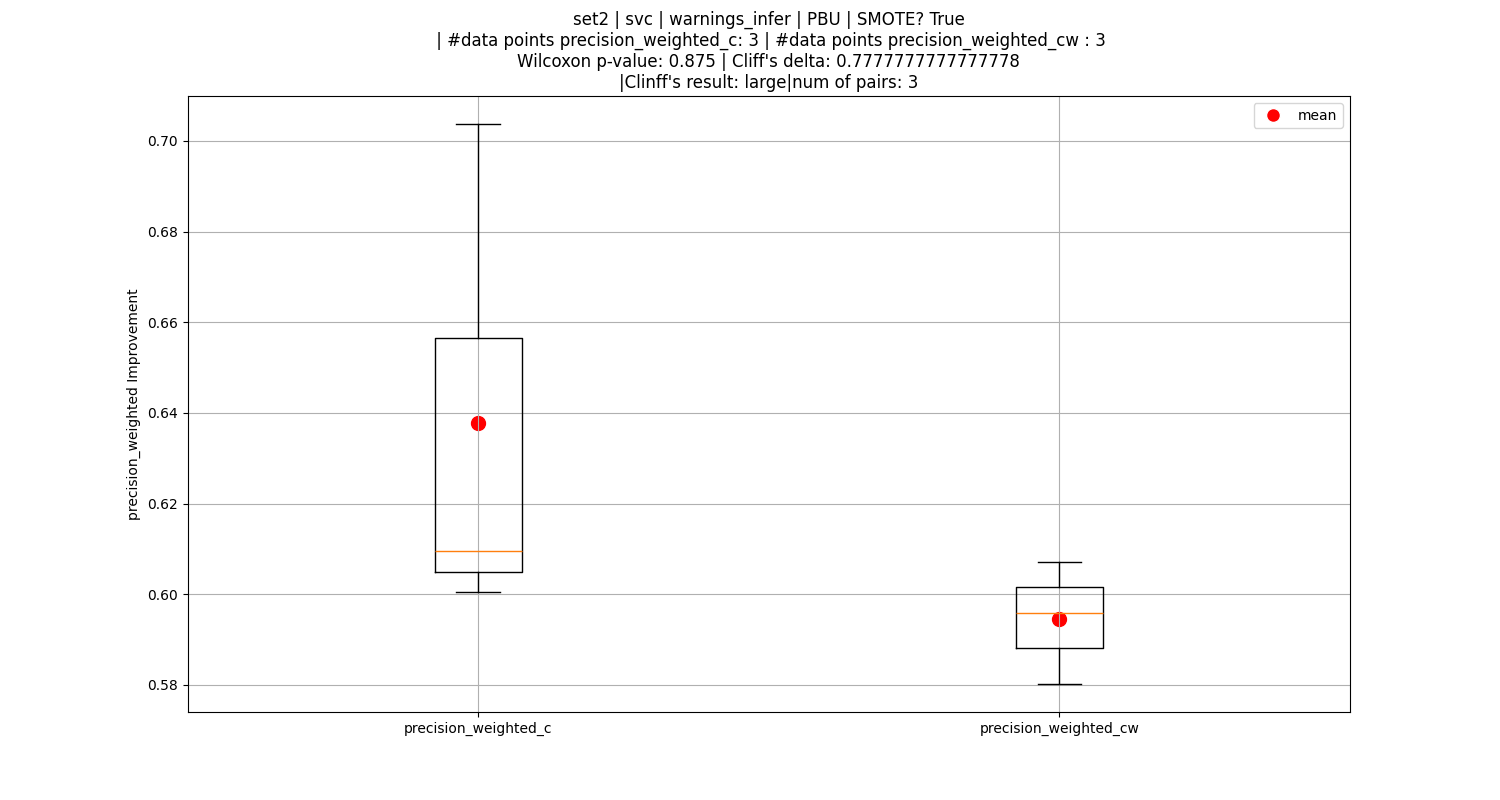 set2 | svc | warnings_infer | PBU | SMOTE? True
| #data points precision_weighted_c: 3 | #data points precision_weighted_cw : 3
Wilcoxon p-value: 0.875 | Cliff's delta: 0.7777777777777778
|Clinff's result: large|num of pairs: 3
mean
0.70
0.68
0.66
0.64
0.62
0.60
0.58
precision_weighted Improvement
precision_weighted_c
precision_weighted_cw